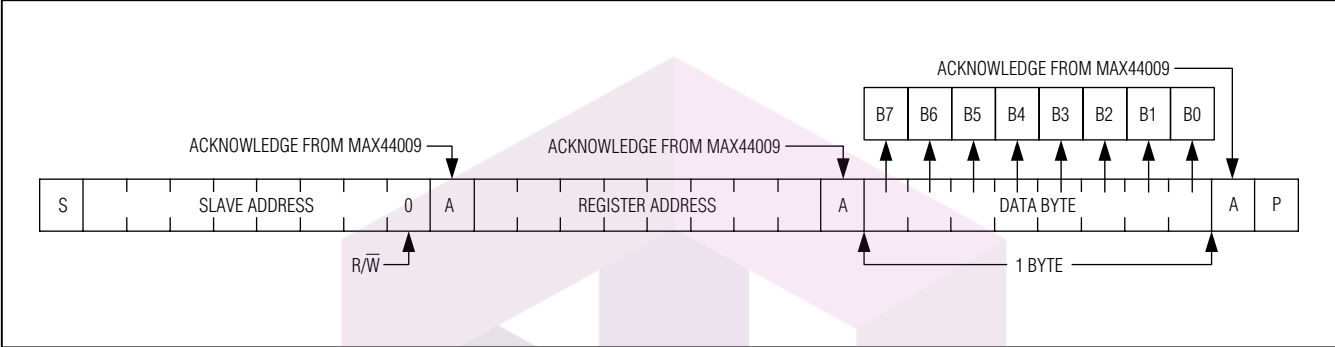 ACKNOWLEDGE FROM MAX44009
B7 B6 B5 B4 B3 B2 B1 B0
ACKNOWLEDGE FROM MAX44009 ACKNOWLEDGE FROM MAX44009
S SLAVE ADDRESS 0 A REGISTER ADDRESS A DATA BYTE A P
R/W̅ 1 BYTE